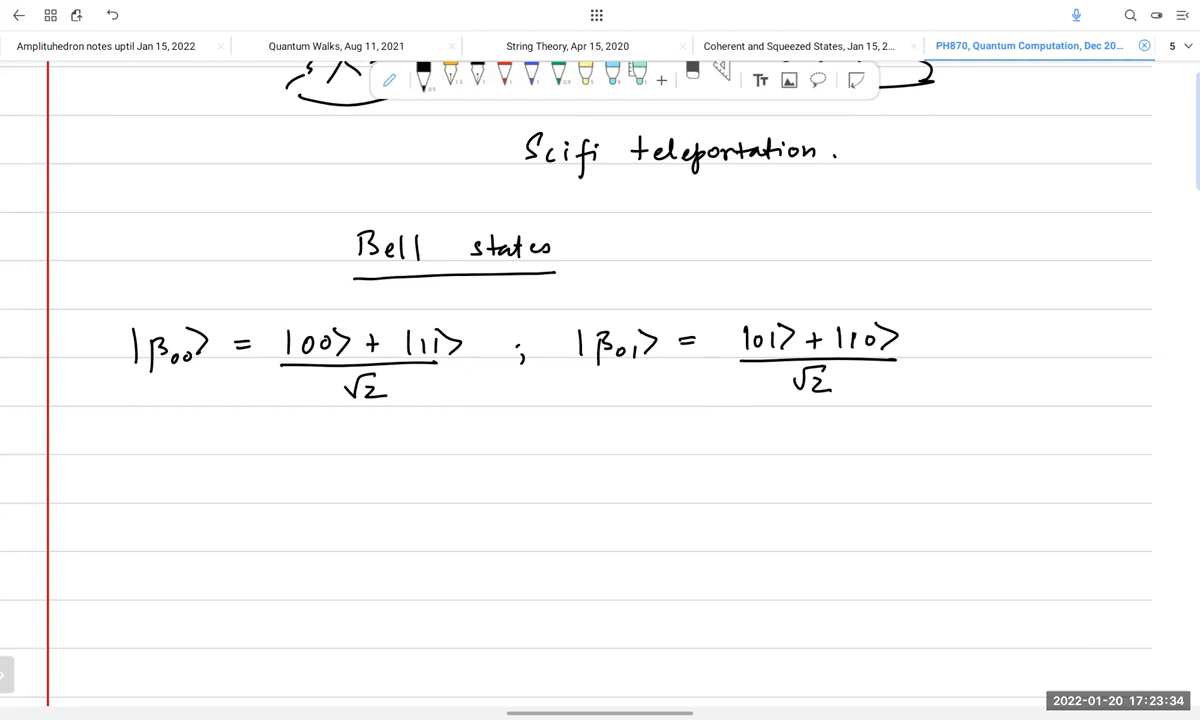 Amplituhedron notes uptil Jan 15, 2022 Quantum Walks, Aug 11, 2021 String Theory, Apr 15, 2020 Coherent and Squeezed States, Jan 15, 2... PH870, Quantum Computation, Dec 20... 5
Tт
Scifi teleportation.
Bell states
|β₀₀⟩ = (|00⟩ + |11⟩)/√2 ; |β₀₁⟩ = (|01⟩ + |10⟩)/√2
2022-01-20 17:23:34